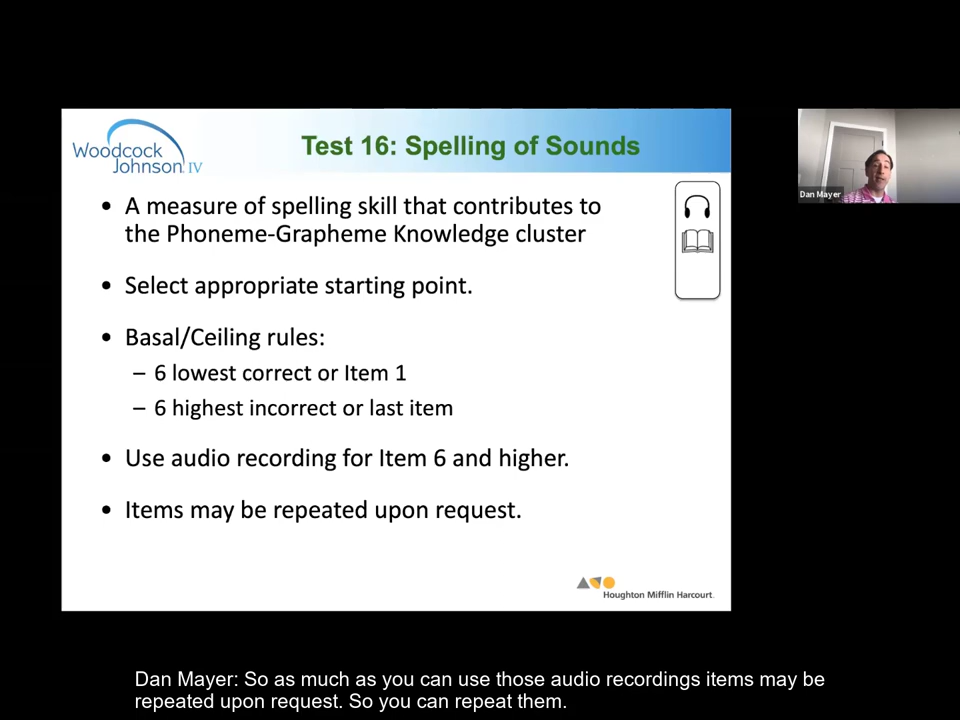 Woodcock
Johnson IV
Test 16: Spelling of Sounds
• A measure of spelling skill that contributes to
the Phoneme-Grapheme Knowledge cluster
• Select appropriate starting point.
• Basal/Ceiling rules:
– 6 lowest correct or Item 1
– 6 highest incorrect or last item
• Use audio recording for Item 6 and higher.
• Items may be repeated upon request.
Houghton Mifflin Harcourt.
Dan Mayer
Dan Mayer: So as much as you can use those audio recordings items may be
repeated upon request. So you can repeat them.